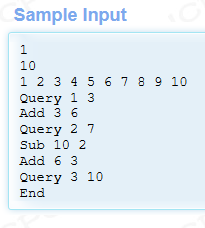 Sample Input
1
10
1 2 3 4 5 6 7 8 9 10
Query 1 3
Add 3 6
Query 2 7
Sub 10 2
Add 6 3
Query 3 10
End